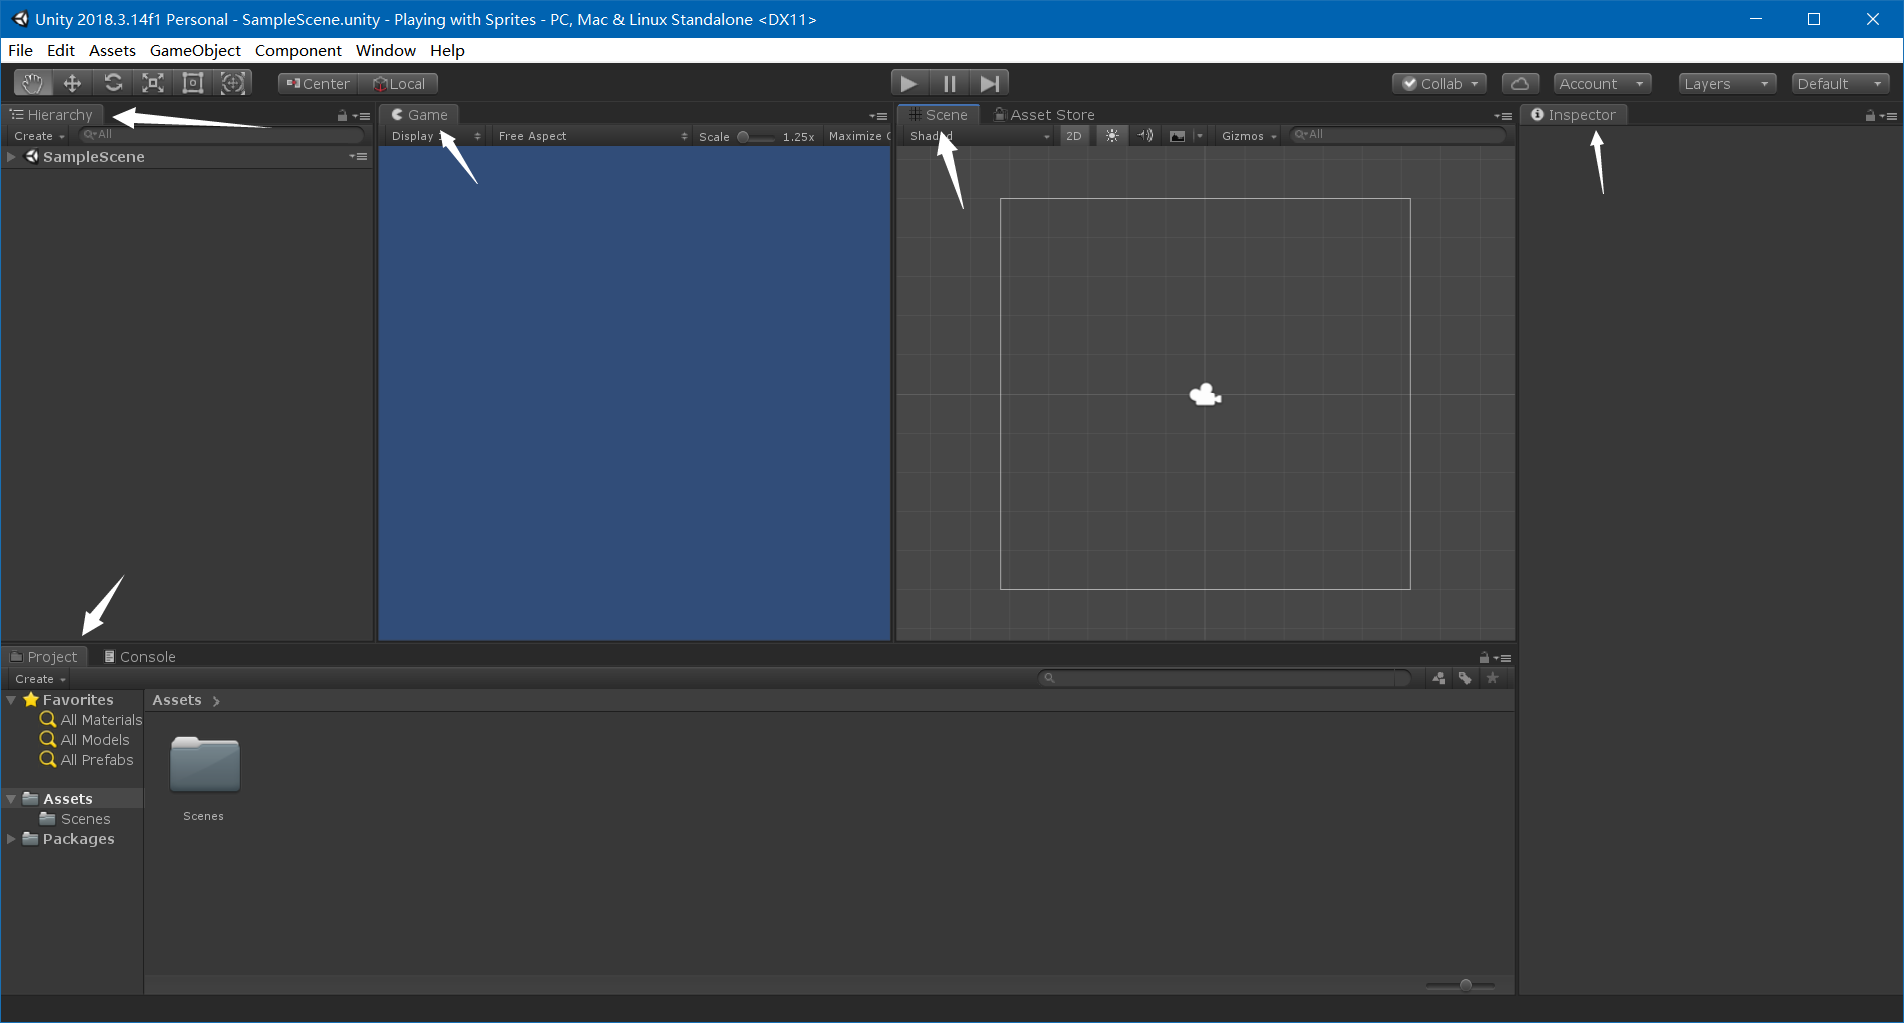 Unity 2018.3.14f1 Personal - SampleScene.unity - Playing with Sprites - PC, Mac & Linux Standalone <DX11>
File Edit Assets GameObject Component Window Help
Center Local Collab Account Layers Default
Hierarchy Game Scene Asset Store Inspector
Create All Display Free Aspect Scale 1.25x Maximize 2D Gizmos All
SampleScene
Project Console
Create
Favorites Assets
All Materials
All Models
All Prefabs
Assets
Scenes
Packages
Scenes